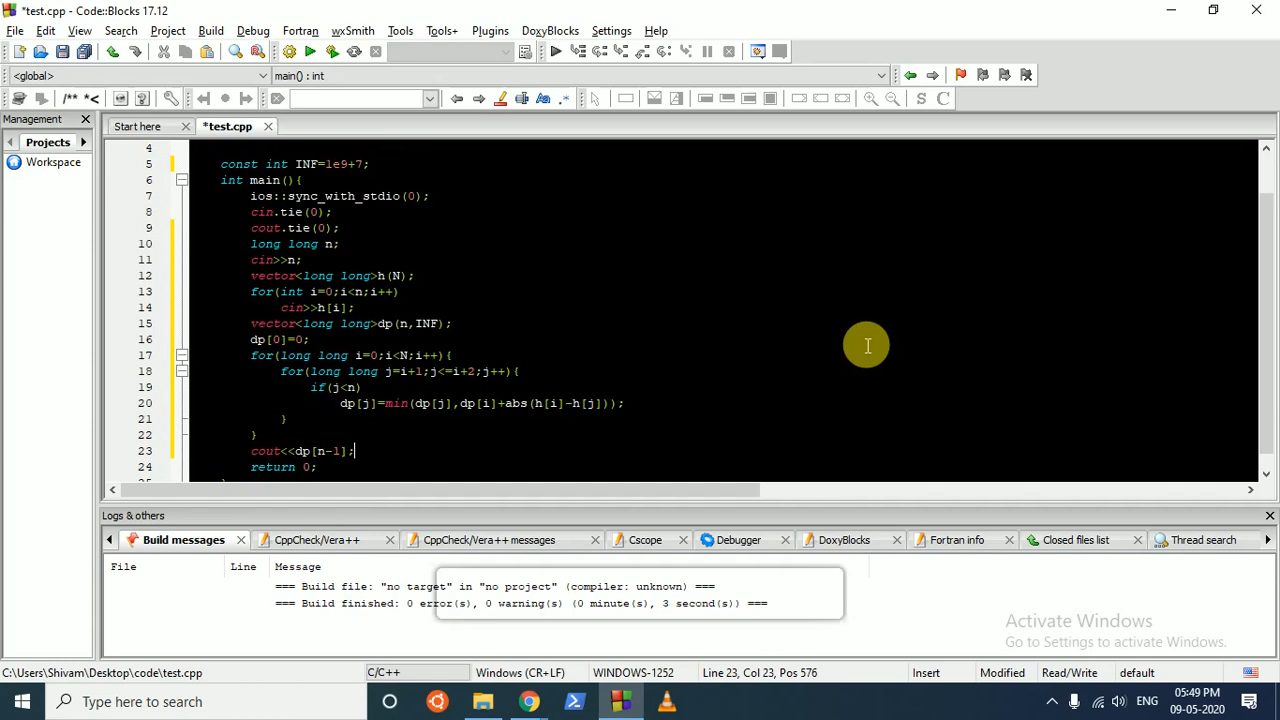 *test.cpp - Code::Blocks 17.12
File Edit View Search Project Build Debug Fortran wxSmith Tools Tools+ Plugins DoxyBlocks Settings Help
<global> main() : int
/** *< S C
Management
Start here *test.cpp
Projects
Workspace
4
5 const int INF=1e9+7;
6 int main(){
7 ios::sync_with_stdio(0);
8 cin.tie(0);
9 cout.tie(0);
10 long long n;
11 cin>>n;
12 vector<long long>h(N);
13 for(int i=0;i<n;i++)
14 cin>>h[i];
15 vector<long long>dp(n,INF);
16 dp[0]=0;
17 for(long long i=0;i<N;i++){
18 for(long long j=i+1;j<=i+2;j++){
19 if(j<n)
20 dp[j]=min(dp[j],dp[i]+abs(h[i]-h[j]));
21 }
22 }
23 cout<<dp[n-1];
24 return 0;
25 }
Logs & others
Build messages CppCheck/Vera++ CppCheck/Vera++ messages Cscope Debugger DoxyBlocks Fortran info Closed files list Thread search
File Line Message
=== Build file: "no target" in "no project" (compiler: unknown) ===
=== Build finished: 0 error(s), 0 warning(s) (0 minute(s), 3 second(s)) ===
Activate Windows
Go to Settings to activate Windows.
C:\Users\Shivam\Desktop\code\test.cpp C/C++ Windows (CR+LF) WINDOWS-1252 Line 23, Col 23, Pos 576 Insert Modified Read/Write default
Type here to search
ENG
05:49 PM
09-05-2020